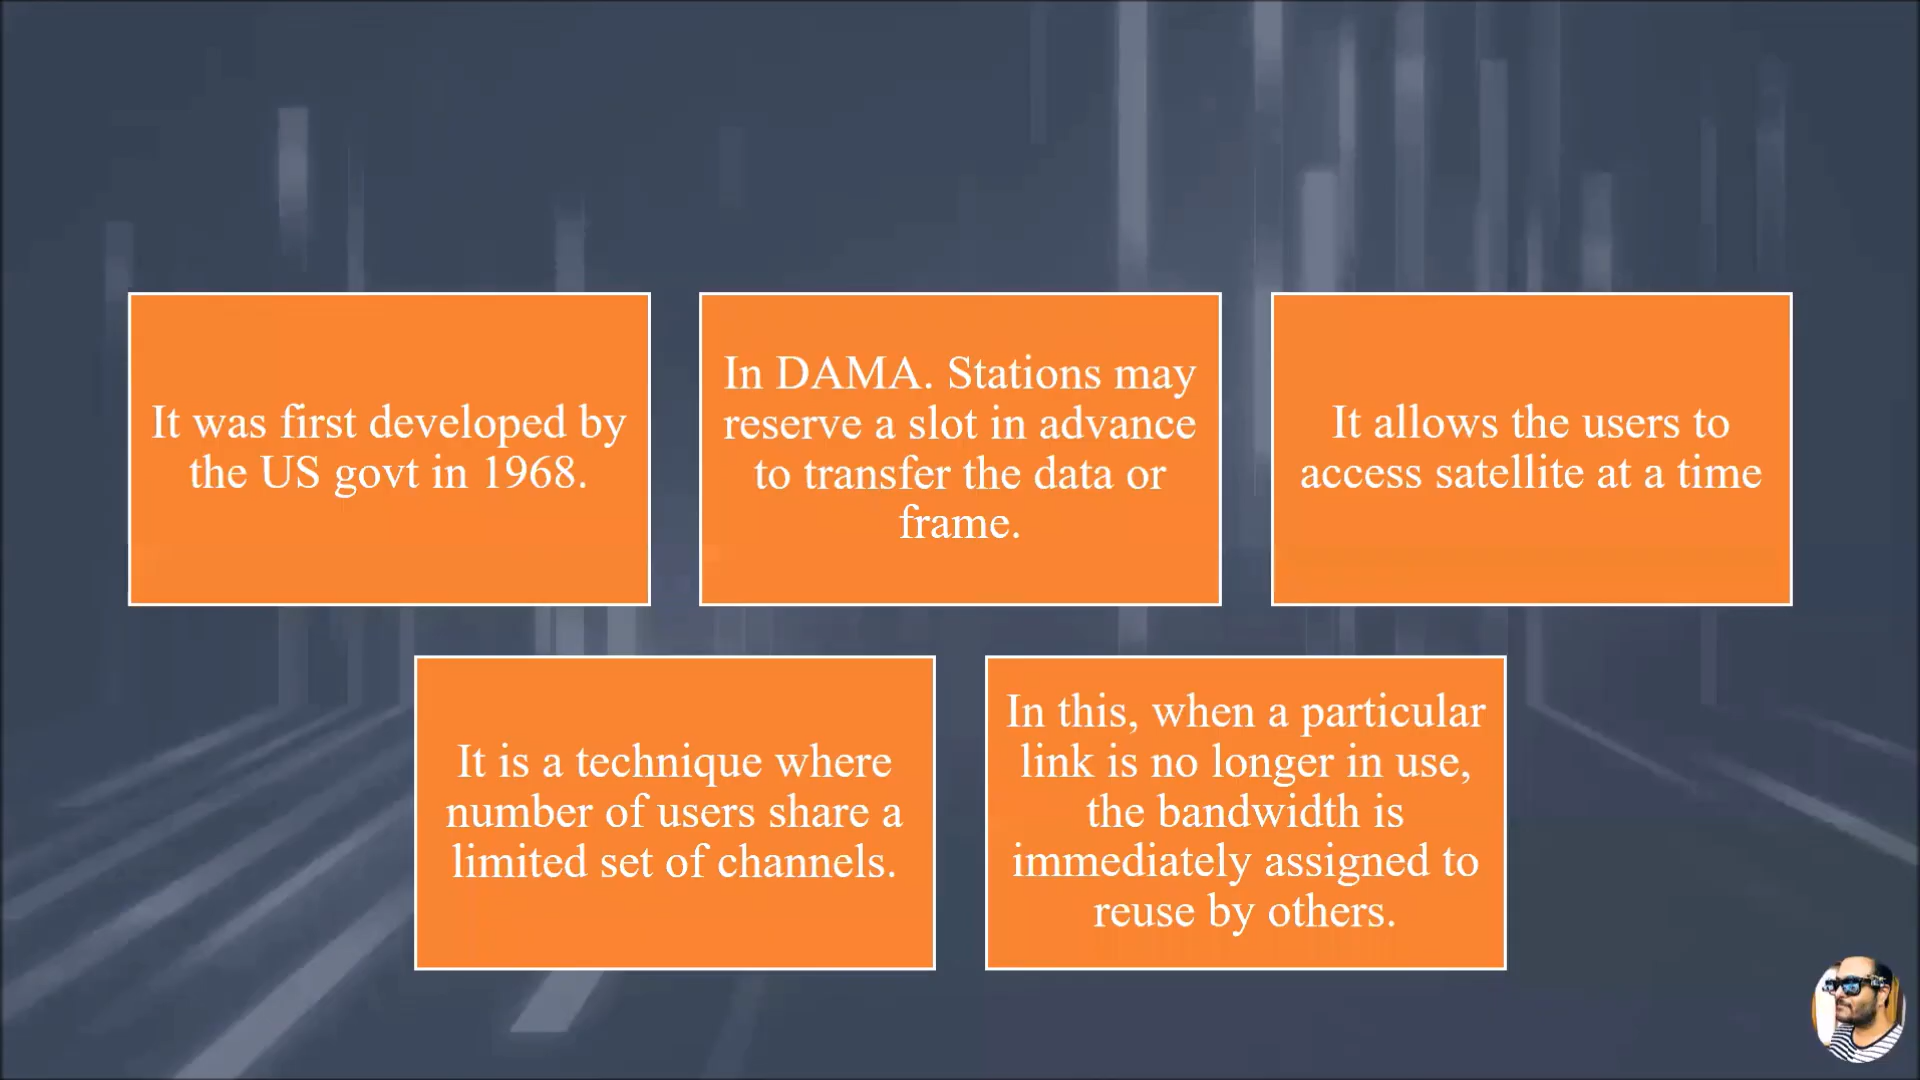 It was first developed by
the US govt in 1968.
In DAMA. Stations may
reserve a slot in advance
to transfer the data or
frame.
It allows the users to
access satellite at a time
It is a technique where
number of users share a
limited set of channels.
In this, when a particular
link is no longer in use,
the bandwidth is
immediately assigned to
reuse by others.